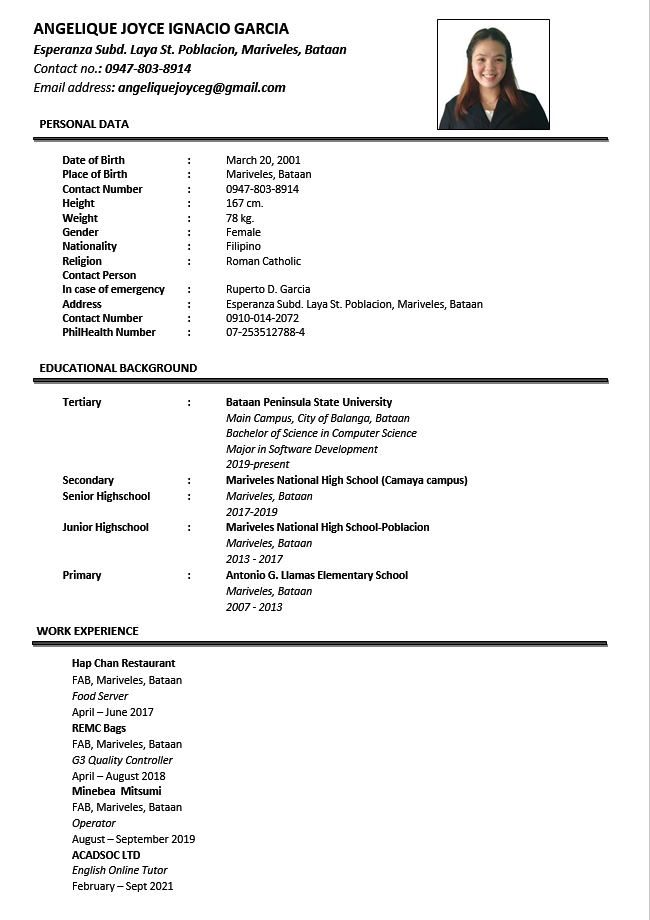 ANGELIQUE JOYCE IGNACIO GARCIA
Esperanza Subd. Laya St. Poblacion, Mariveles, Bataan
Contact no.: 0947-803-8914
Email address: angeliquejoyceg@gmail.com
PERSONAL DATA
Date of Birth : March 20, 2001
Place of Birth : Mariveles, Bataan
Contact Number : 0947-803-8914
Height : 167 cm.
Weight : 78 kg.
Gender : Female
Nationality : Filipino
Religion : Roman Catholic
Contact Person
In case of emergency : Ruperto D. Garcia
Address : Esperanza Subd. Laya St. Poblacion, Mariveles, Bataan
Contact Number : 0910-014-2072
PhilHealth Number : 07-253512788-4
EDUCATIONAL BACKGROUND
Tertiary : Bataan Peninsula State University
Main Campus, City of Balanga, Bataan
Bachelor of Science in Computer Science
Major in Software Development
2019-present
Secondary : Mariveles National High School (Camaya campus)
Senior Highschool : Mariveles, Bataan
2017-2019
Junior Highschool : Mariveles National High School-Poblacion
Mariveles, Bataan
2013 - 2017
Primary : Antonio G. Llamas Elementary School
Mariveles, Bataan
2007 - 2013
WORK EXPERIENCE
Hap Chan Restaurant
FAB, Mariveles, Bataan
Food Server
April – June 2017
REMC Bags
FAB, Mariveles, Bataan
G3 Quality Controller
April – August 2018
Minebea Mitsumi
FAB, Mariveles, Bataan
Operator
August – September 2019
ACADSOC LTD
English Online Tutor
February – Sept 2021